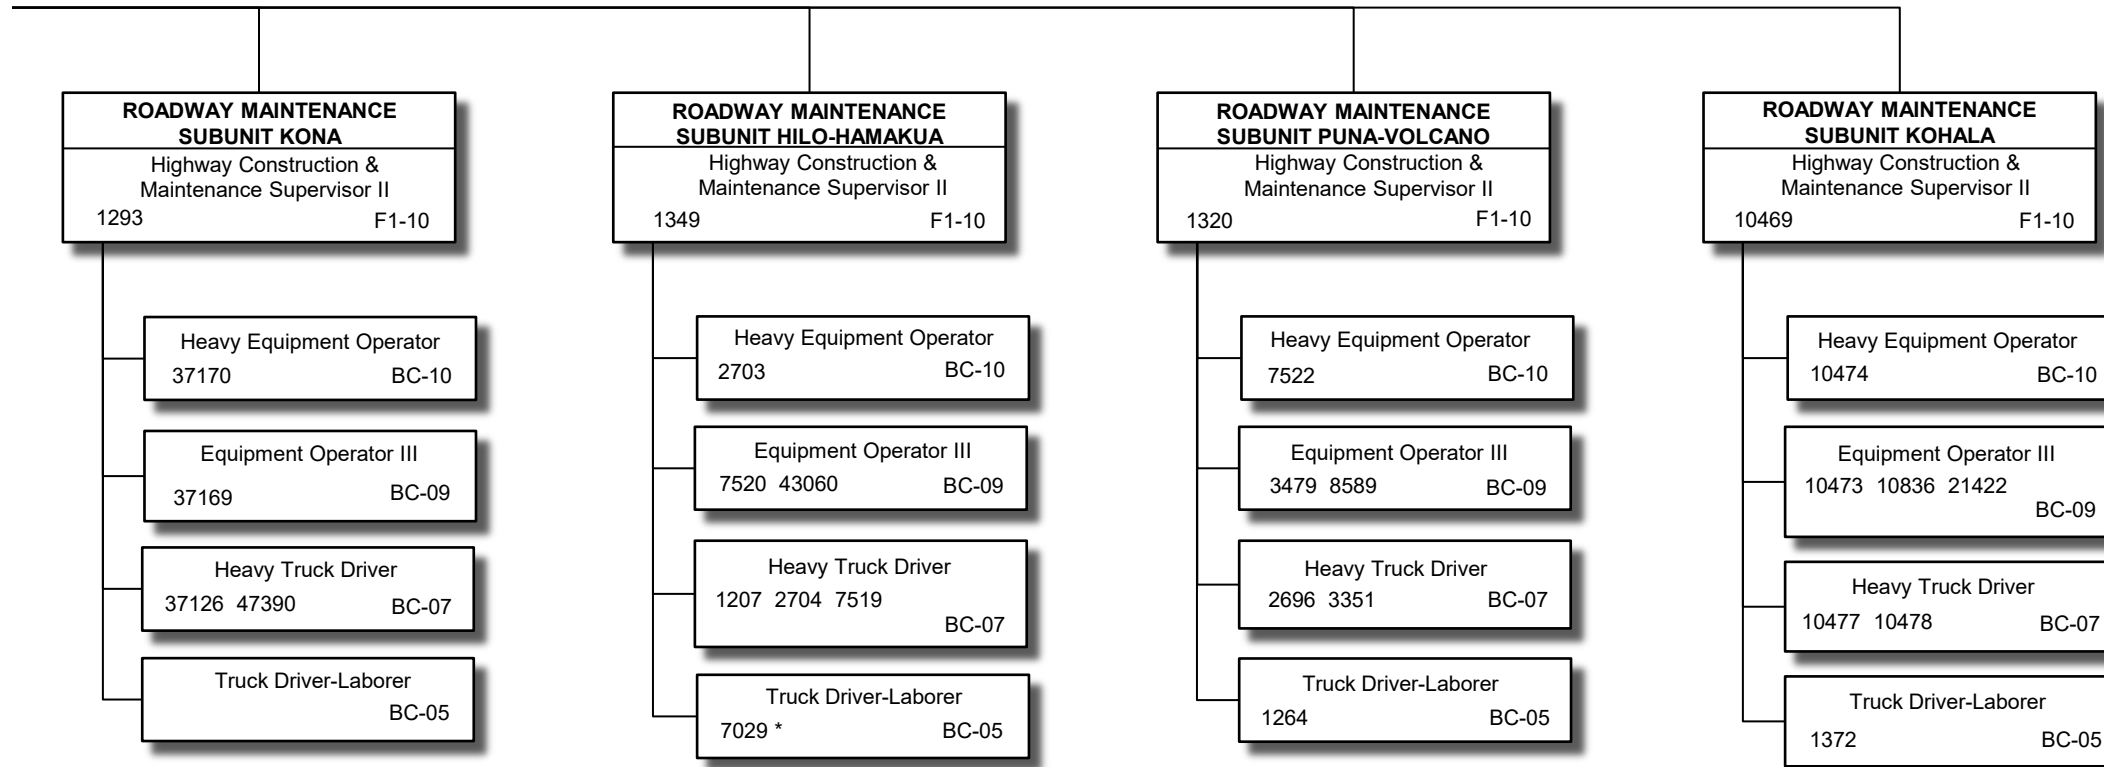 ROADWAY MAINTENANCE
SUBUNIT KONA
Highway Construction &
Maintenance Supervisor II
1293 F1-10
Heavy Equipment Operator
37170 BC-10
Equipment Operator III
37169 BC-09
Heavy Truck Driver
37126 47390 BC-07
Truck Driver-Laborer
BC-05
ROADWAY MAINTENANCE
SUBUNIT HILO-HAMAKUA
Highway Construction &
Maintenance Supervisor II
1349 F1-10
Heavy Equipment Operator
2703 BC-10
Equipment Operator III
7520 43060 BC-09
Heavy Truck Driver
1207 2704 7519
BC-07
Truck Driver-Laborer
7029 * BC-05
ROADWAY MAINTENANCE
SUBUNIT PUNA-VOLCANO
Highway Construction &
Maintenance Supervisor II
1320 F1-10
Heavy Equipment Operator
7522 BC-10
Equipment Operator III
3479 8589 BC-09
Heavy Truck Driver
2696 3351 BC-07
Truck Driver-Laborer
1264 BC-05
ROADWAY MAINTENANCE
SUBUNIT KOHALA
Highway Construction &
Maintenance Supervisor II
10469 F1-10
Heavy Equipment Operator
10474 BC-10
Equipment Operator III
10473 10836 21422
BC-09
Heavy Truck Driver
10477 10478 BC-07
Truck Driver-Laborer
1372 BC-05